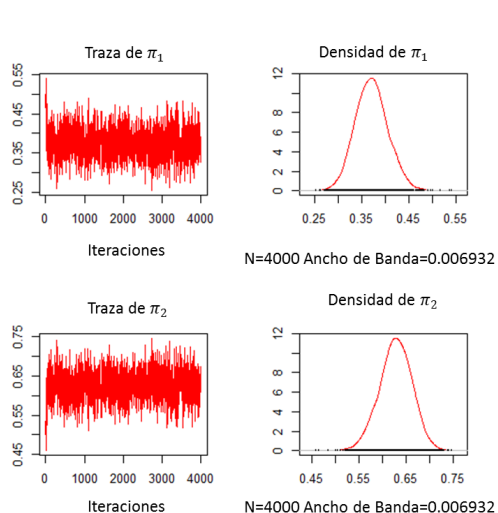 Traza de π₁
Densidad de π₁
0.55
0.45
0.35
0.25
0 1000 2000 3000 4000
Iteraciones
12
8
6
4
2
0
0.25 0.35 0.45 0.55
N=4000 Ancho de Banda=0.006932
Traza de π₂
Densidad de π₂
0.75
0.65
0.55
0.45
0 1000 2000 3000 4000
Iteraciones
12
8
6
4
2
0
0.45 0.55 0.65 0.75
N=4000 Ancho de Banda=0.006932